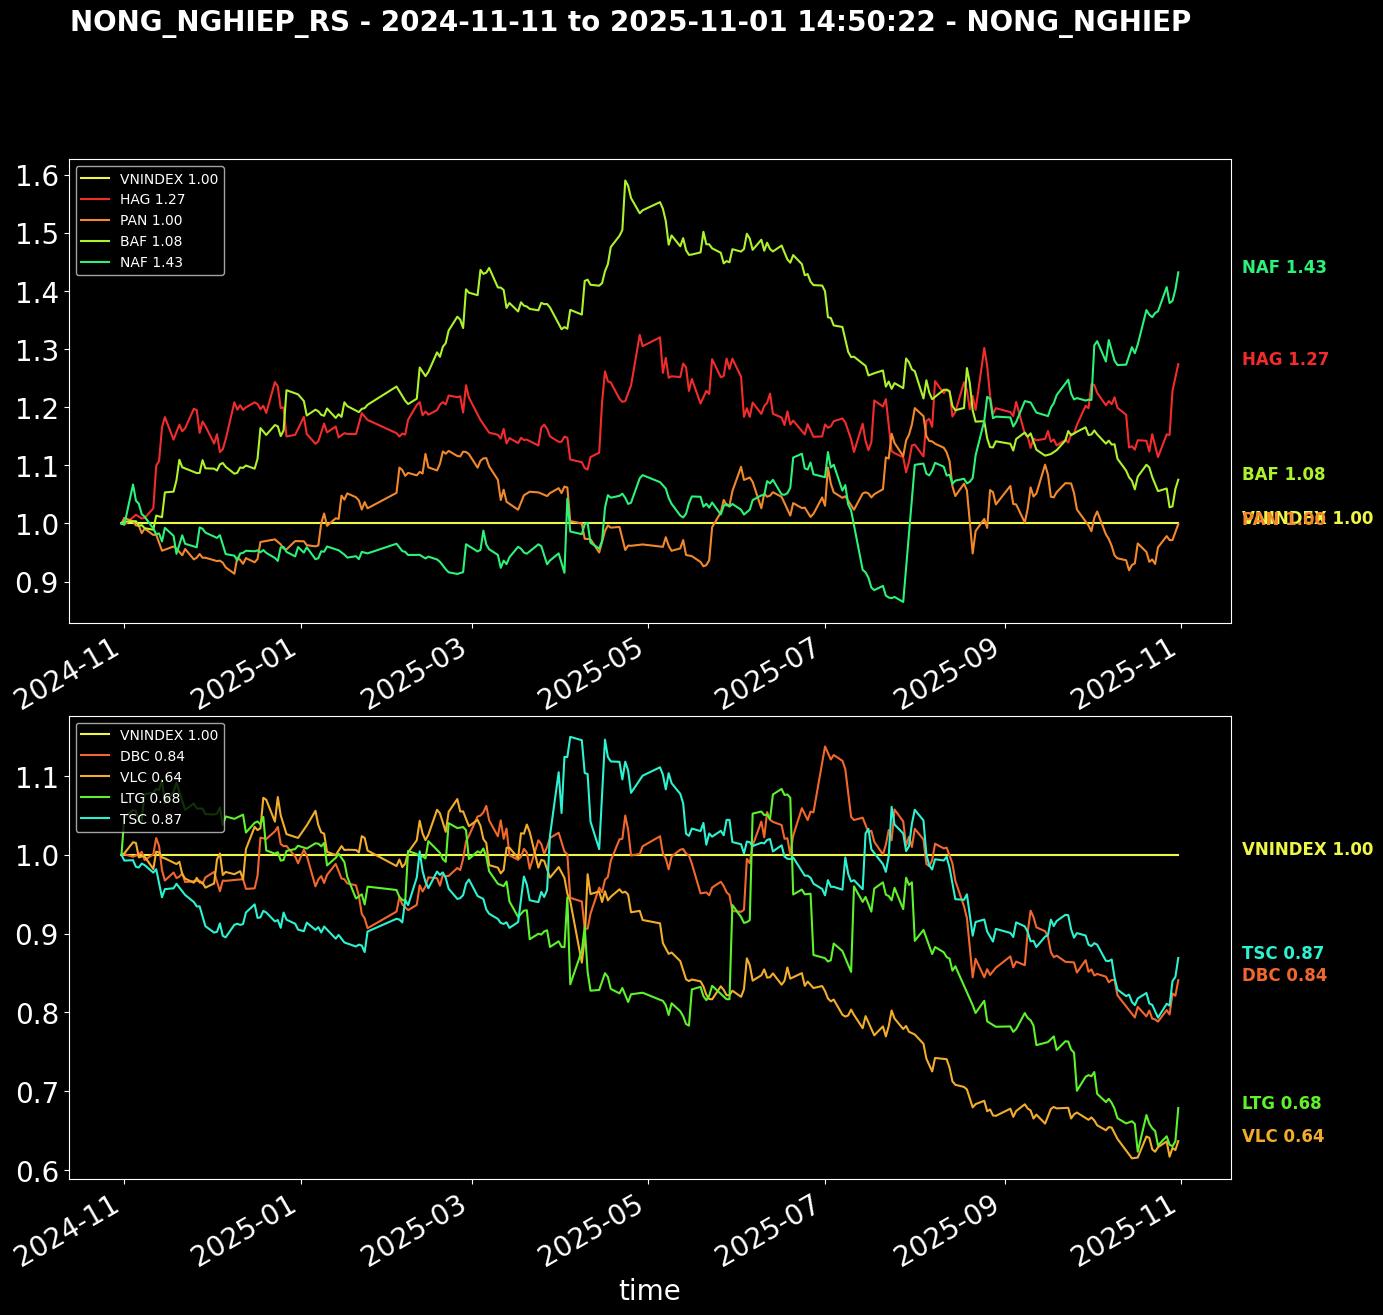 NONG_NGHIEP_RS - 2024-11-11 to 2025-11-01 14:50:22 - NONG_NGHIEP
1.6
1.5
1.4
1.3
1.2
1.1
1.0
0.9
VNINDEX 1.00
HAG 1.27
PAN 1.00
BAF 1.08
NAF 1.43
NAF 1.43
HAG 1.27
BAF 1.08
VNINDEX 1.00
PAN 1.00
2024-11
2025-01
2025-03
2025-05
2025-07
2025-09
2025-11
1.1
1.0
0.9
0.8
0.7
0.6
VNINDEX 1.00
DBC 0.84
VLC 0.64
LTG 0.68
TSC 0.87
VNINDEX 1.00
TSC 0.87
DBC 0.84
LTG 0.68
VLC 0.64
2024-11
2025-01
2025-03
2025-05
2025-07
2025-09
2025-11
time